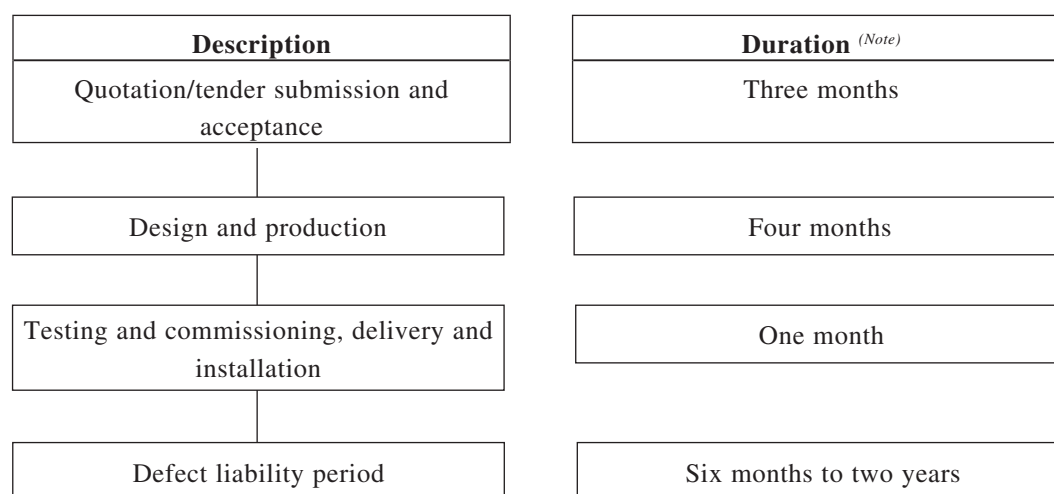 Description
Duration (Note)
Quotation/tender submission and
acceptance
Three months
Design and production
Four months
Testing and commissioning, delivery and
installation
One month
Defect liability period
Six months to two years